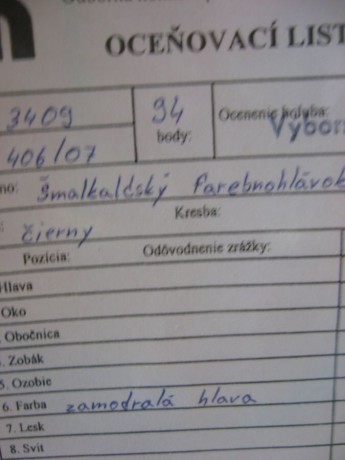 OCEŇOVACÍ LIST
3409
94
Ocenenie holuba:
406/07
body:
Výborn
no: Šmalkaldský farebnohlávok
Kresba:
čierny
Pozícia: Odôvodnenie zrážky:
Hlava
Oko
Obočnica
. Zobák
5. Ozobie
6. Farba zamodralá hlava
7. Lesk
8. Svit